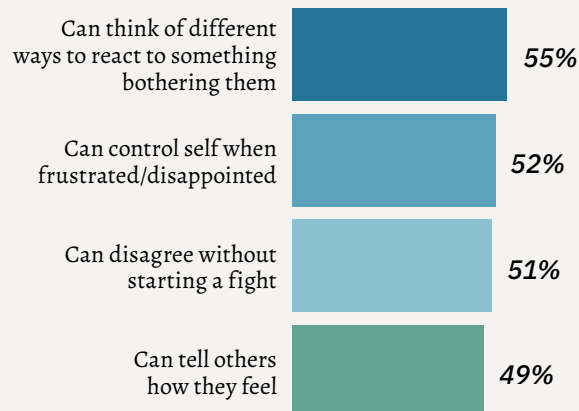 Can think of different
ways to react to something
bothering them
55%
Can control self when
frustrated/disappointed
52%
Can disagree without
starting a fight
51%
Can tell others
how they feel
49%